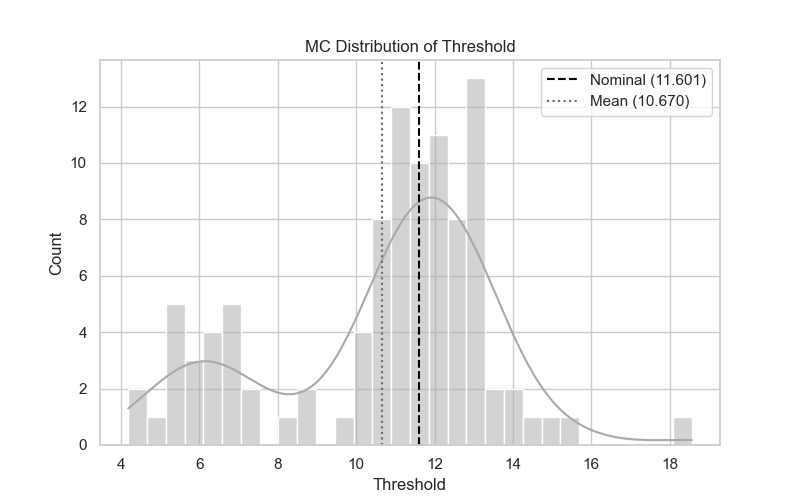 MC Distribution of Threshold
Nominal (11.601)
Mean (10.670)
Count
12
10
8
6
4
2
0
4 6 8 10 12 14 16 18
Threshold